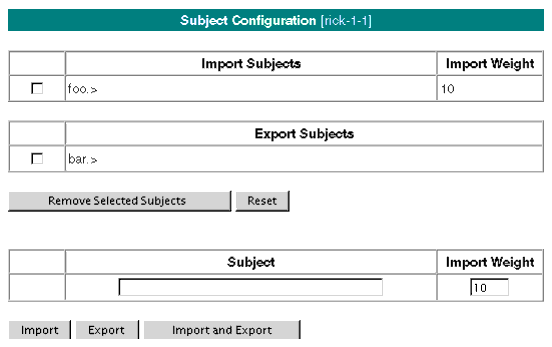 Subject Configuration [rick-1-1]
Import Subjects Import Weight
foo.> 10
Export Subjects
bar.>
Remove Selected Subjects Reset
Subject Import Weight
10
Import Export Import and Export